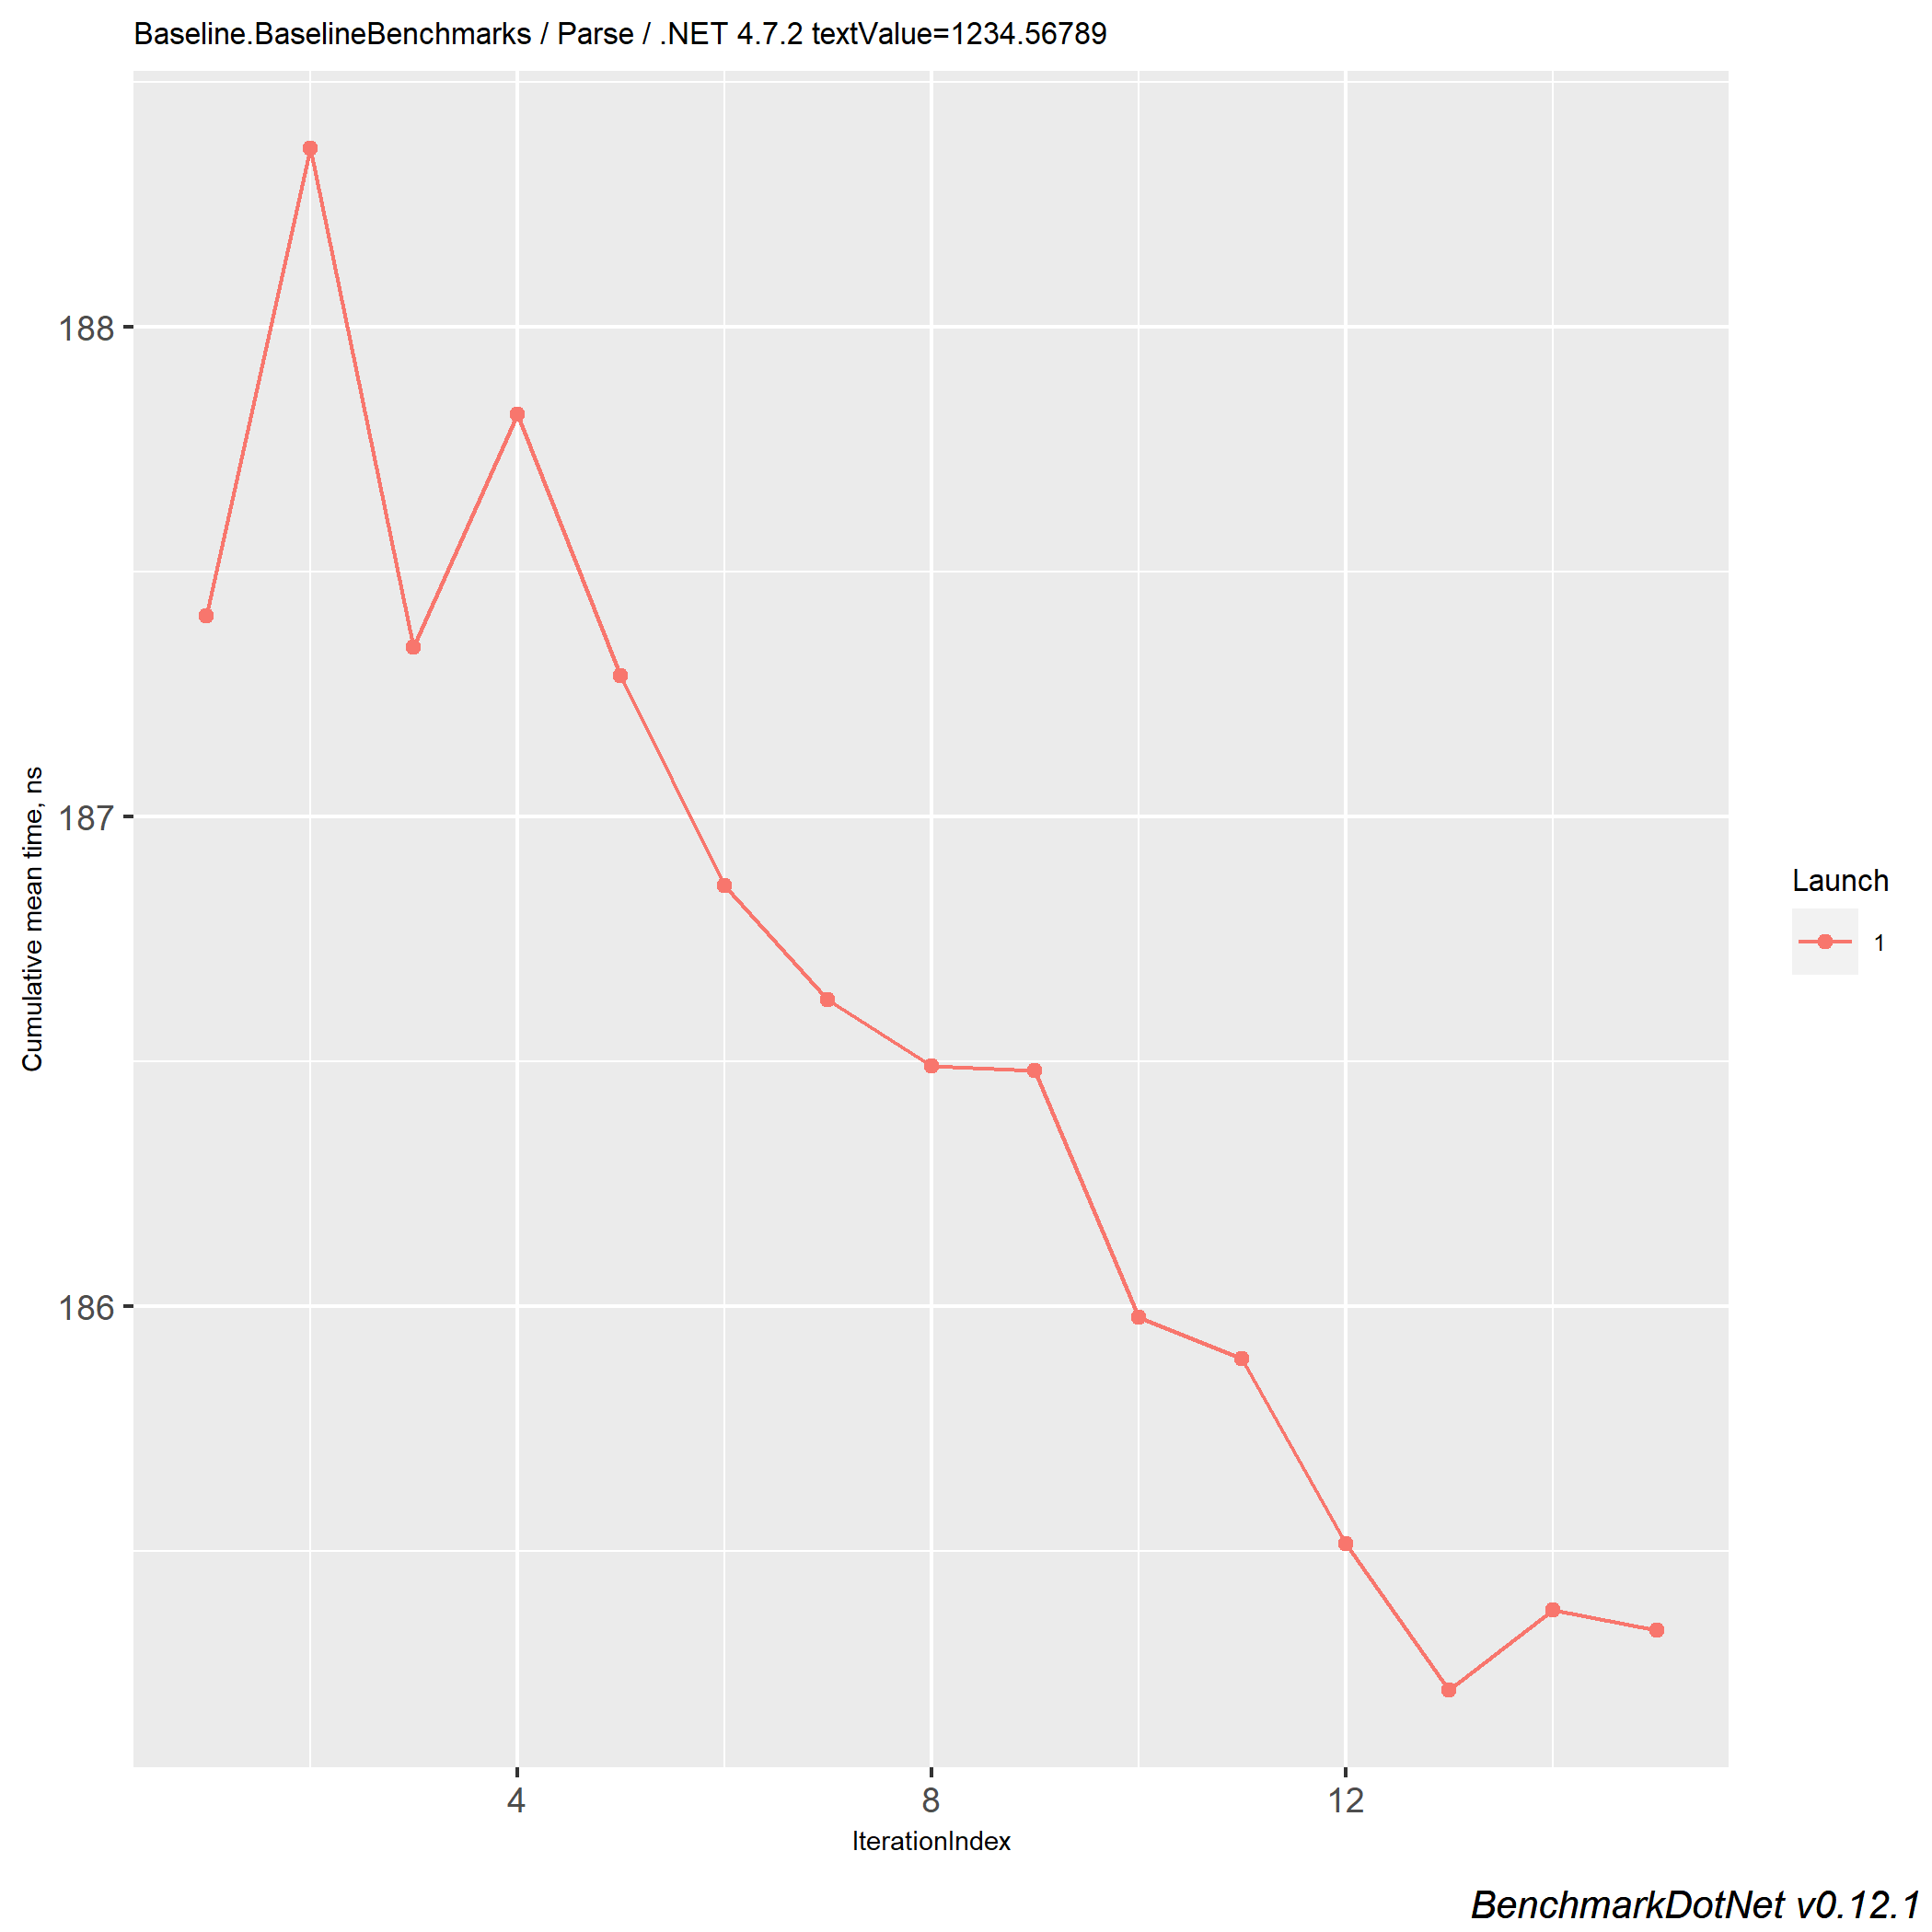 Baseline.BaselineBenchmarks / Parse / .NET 4.7.2 textValue=1234.56789
188
187
186
Cumulative mean time, ns
4
8
12
IterationIndex
Launch
1
BenchmarkDotNet v0.12.1